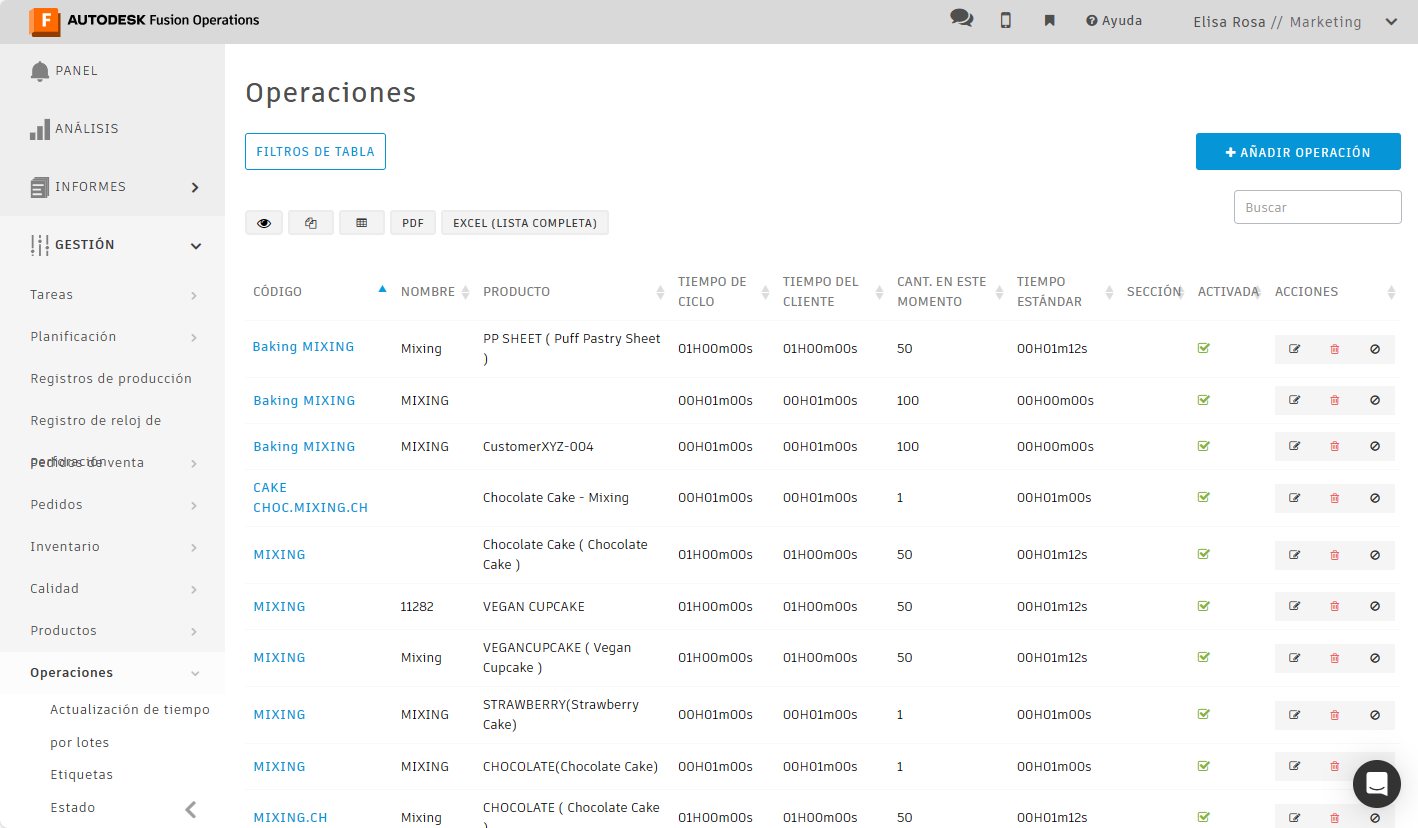 F AUTODESK Fusion Operations
Ayuda
Elisa Rosa // Marketing
PANEL
ANÁLISIS
INFORMES
GESTIÓN
Tareas
Planificación
Registros de producción
Registro de reloj de
perforación
Pedidos de venta
Pedidos
Inventario
Calidad
Productos
Operaciones
Actualización de tiempo
por lotes
Etiquetas
Estado
Operaciones
FILTROS DE TABLA
AÑADIR OPERACIÓN
Buscar
PDF
EXCEL (LISTA COMPLETA)
CÓDIGO NOMBRE PRODUCTO TIEMPO DE CICLO TIEMPO DEL CLIENTE CANT. EN ESTE MOMENTO TIEMPO ESTÁNDAR SECCIÓN ACTIVADA ACCIONES
Baking MIXING Mixing PP SHEET ( Puff Pastry Sheet ) 01H00m00s 01H00m00s 50 00H01m12s
Baking MIXING MIXING 00H01m00s 00H01m00s 100 00H00m00s
Baking MIXING MIXING CustomerXYZ-004 00H01m00s 00H01m00s 100 00H00m00s
CAKE CHOC.MIXING.CH Chocolate Cake - Mixing 00H01m00s 00H01m00s 1 00H01m00s
MIXING Chocolate Cake ( Chocolate Cake ) 01H00m00s 01H00m00s 50 00H01m12s
MIXING 11282 VEGAN CUPCAKE 01H00m00s 01H00m00s 50 00H01m12s
MIXING Mixing VEGANCUPCAKE ( Vegan Cupcake ) 01H00m00s 01H00m00s 50 00H01m12s
MIXING MIXING STRAWBERRY(Strawberry Cake) 00H01m00s 00H01m00s 1 00H01m00s
MIXING MIXING CHOCOLATE(Chocolate Cake) 00H01m00s 00H01m00s 1 00H01m00s
MIXING.CH Mixing CHOCOLATE ( Chocolate Cake ) 01H00m00s 01H00m00s 50 00H01m12s